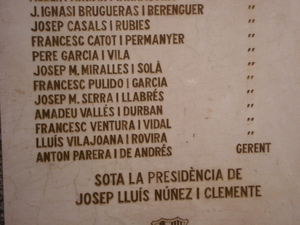 J. IGNASI BRUGUERAS I BERENGUER "
JOSEP CASALS I RUBIES "
FRANCESC CATOT I PERMANYER "
PERE GARCIA I VILA "
JOSEP M. MIRALLES I SOLÀ "
FRANCESC PULIDO I GARCIA "
JOSEP M. SERRA I LLABRÉS "
AMADEU VALLÉS I DURBAN "
FRANCESC VENTURA I VIDAL "
LLUÍS VILAJOANA I ROVIRA "
ANTON PARERA I DE ANDRÉS GERENT
SOTA LA PRESIDÈNCIA DE
JOSEP LLUÍS NÚÑEZ I CLEMENTE